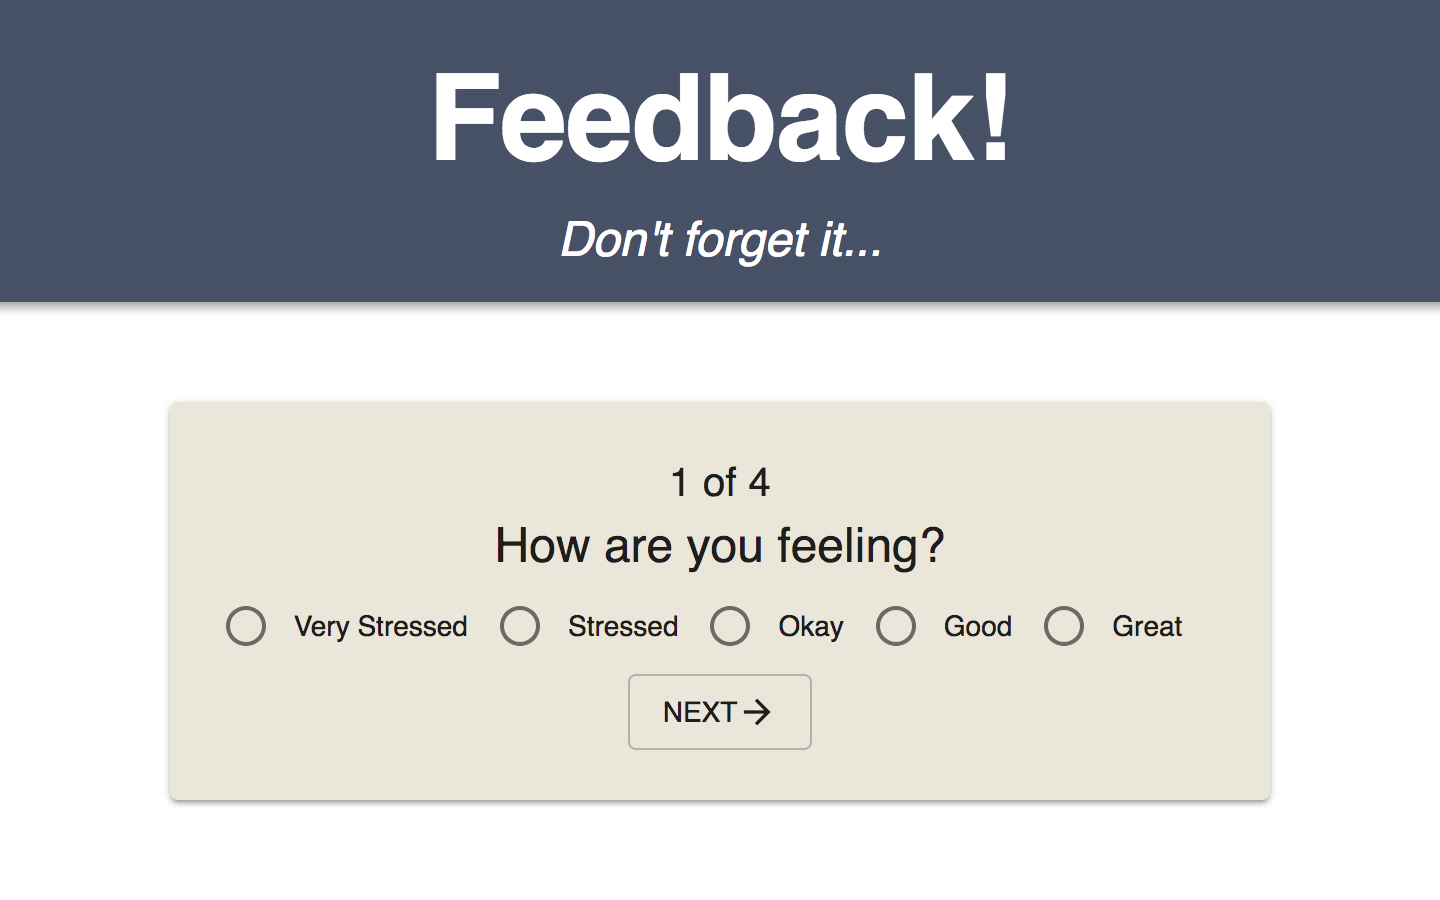 Feedback!
Don't forget it...
1 of 4
How are you feeling?
Very Stressed Stressed Okay Good Great
NEXT